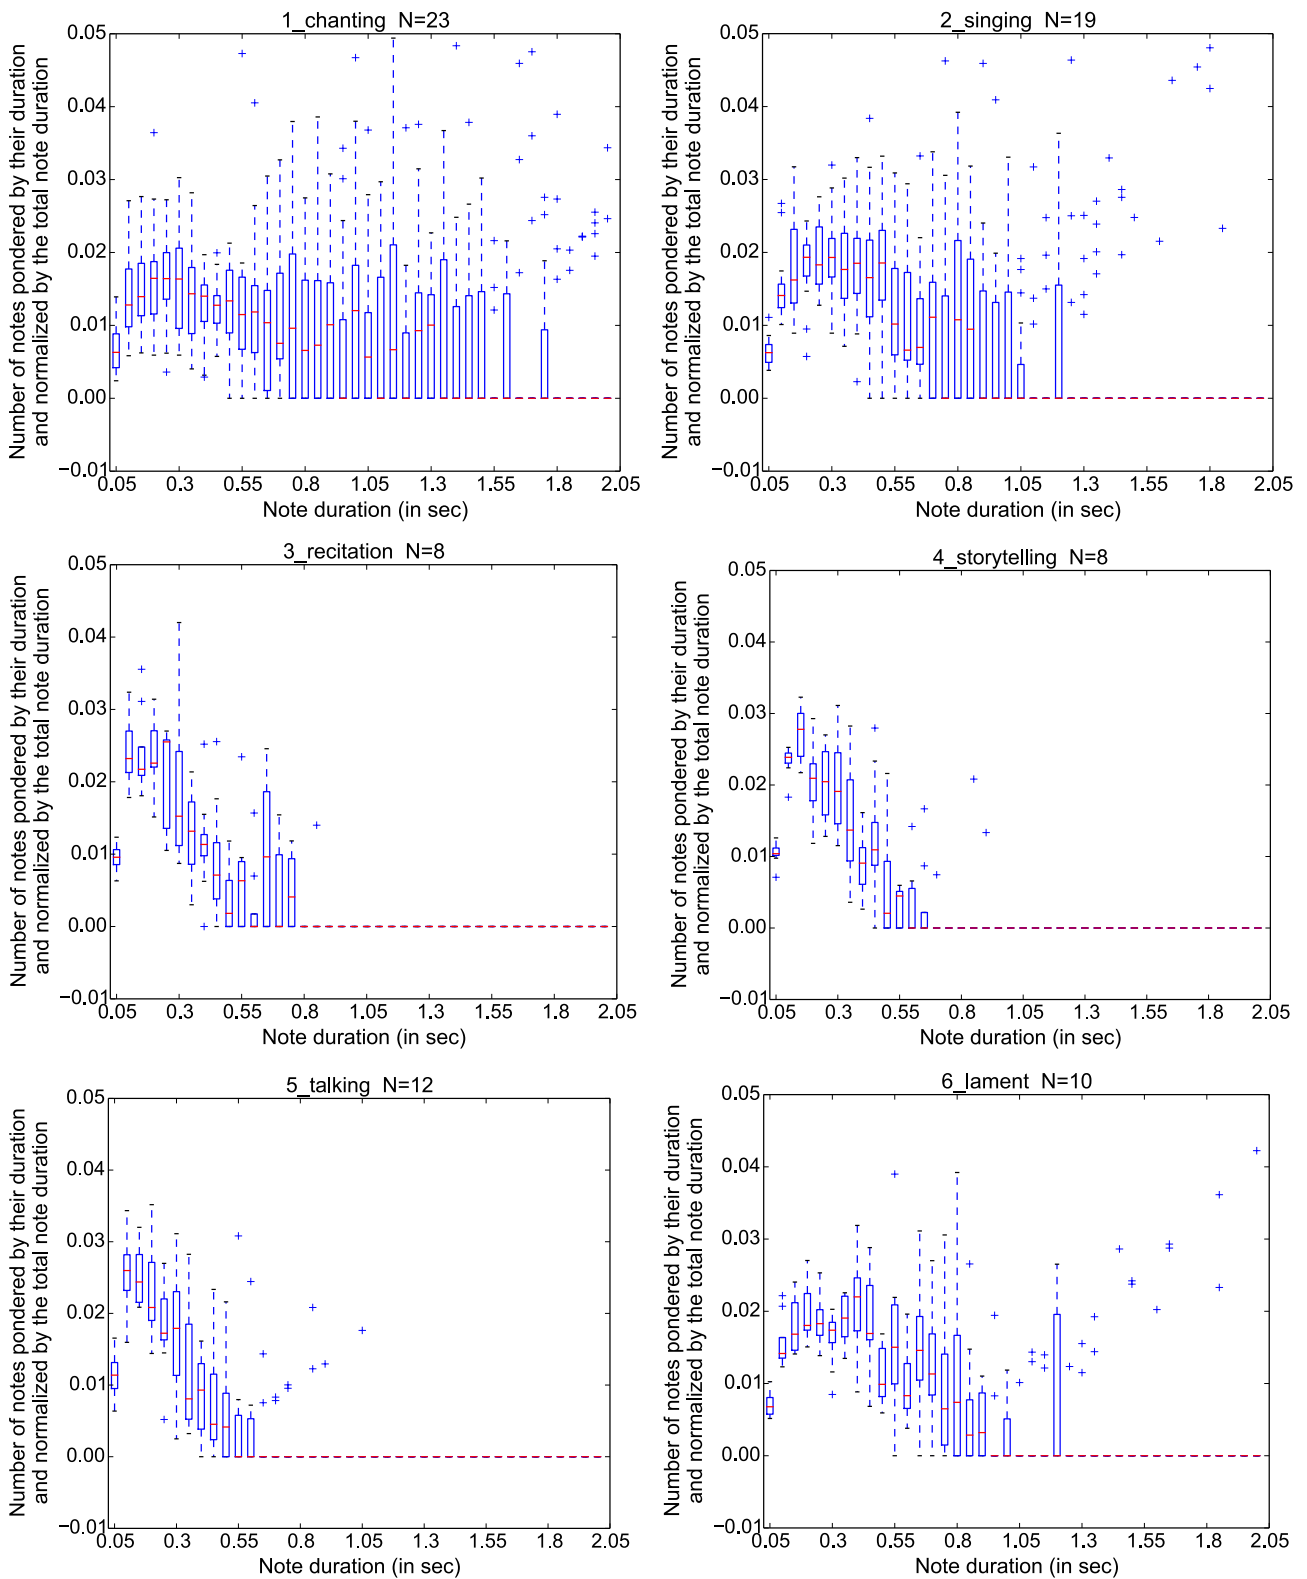 1_chanting N=23
Number of notes pondered by their duration
and normalized by the total note duration
0.05
0.04
0.03
0.02
0.01
0.00
−0.01
0.05 0.3 0.55 0.8 1.05 1.3 1.55 1.8 2.05
Note duration (in sec)
2_singing N=19
Number of notes pondered by their duration
and normalized by the total note duration
0.05
0.04
0.03
0.02
0.01
0.00
−0.01
0.05 0.3 0.55 0.8 1.05 1.3 1.55 1.8 2.05
Note duration (in sec)
3_recitation N=8
Number of notes pondered by their duration
and normalized by the total note duration
0.05
0.04
0.03
0.02
0.01
0.00
−0.01
0.05 0.3 0.55 0.8 1.05 1.3 1.55 1.8 2.05
Note duration (in sec)
4_storytelling N=8
Number of notes pondered by their duration
and normalized by the total note duration
0.05
0.04
0.03
0.02
0.01
0.00
−0.01
0.05 0.3 0.55 0.8 1.05 1.3 1.55 1.8 2.05
Note duration (in sec)
5_talking N=12
Number of notes pondered by their duration
and normalized by the total note duration
0.05
0.04
0.03
0.02
0.01
0.00
−0.01
0.05 0.3 0.55 0.8 1.05 1.3 1.55 1.8 2.05
Note duration (in sec)
6_lament N=10
Number of notes pondered by their duration
and normalized by the total note duration
0.05
0.04
0.03
0.02
0.01
0.00
−0.01
0.05 0.3 0.55 0.8 1.05 1.3 1.55 1.8 2.05
Note duration (in sec)